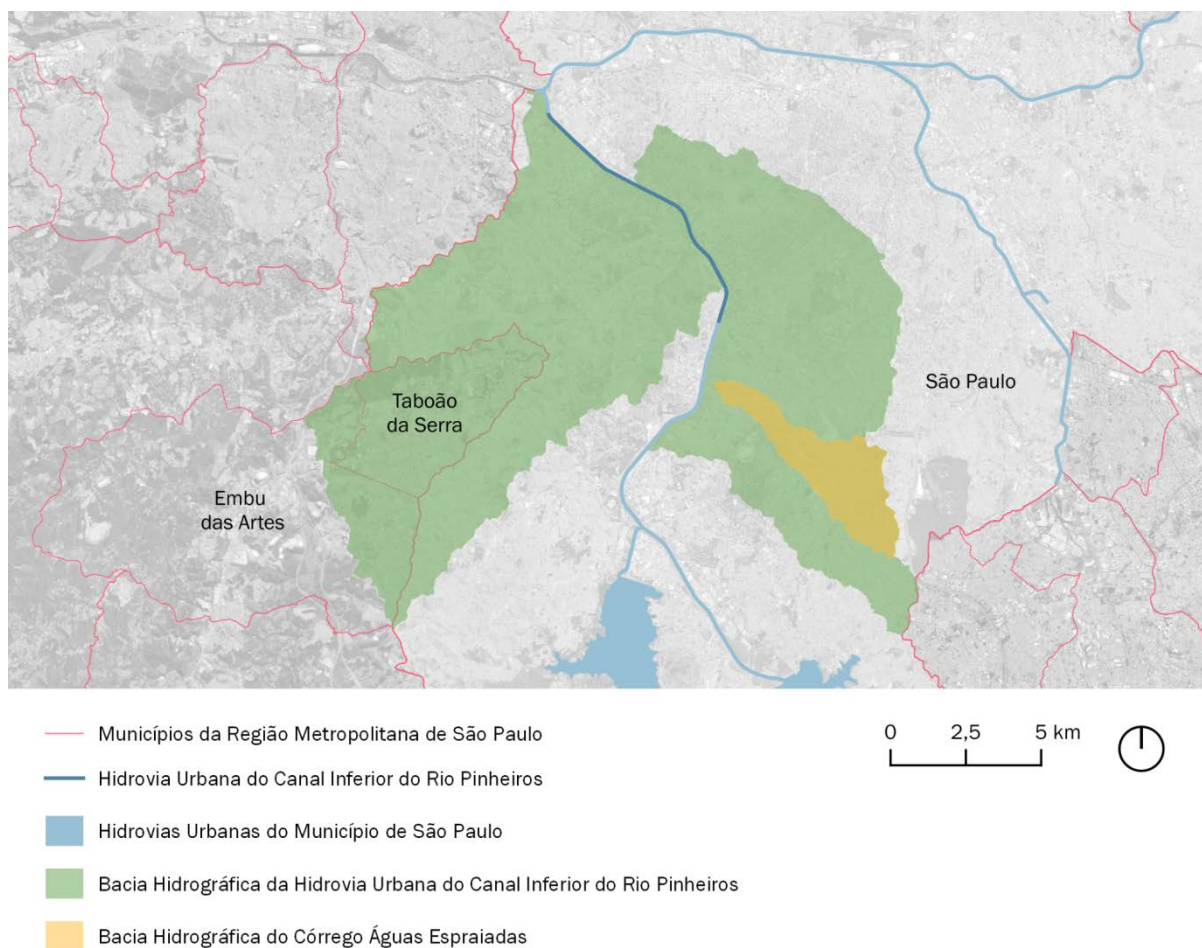 São Paulo
Taboão
da Serra
Embu
das Artes
Municípios da Região Metropolitana de São Paulo
Hidrovia Urbana do Canal Inferior do Rio Pinheiros
Hidrovias Urbanas do Município de São Paulo
Bacia Hidrográfica da Hidrovia Urbana do Canal Inferior do Rio Pinheiros
Bacia Hidrográfica do Córrego Águas Espraiadas
0 2,5 5 km